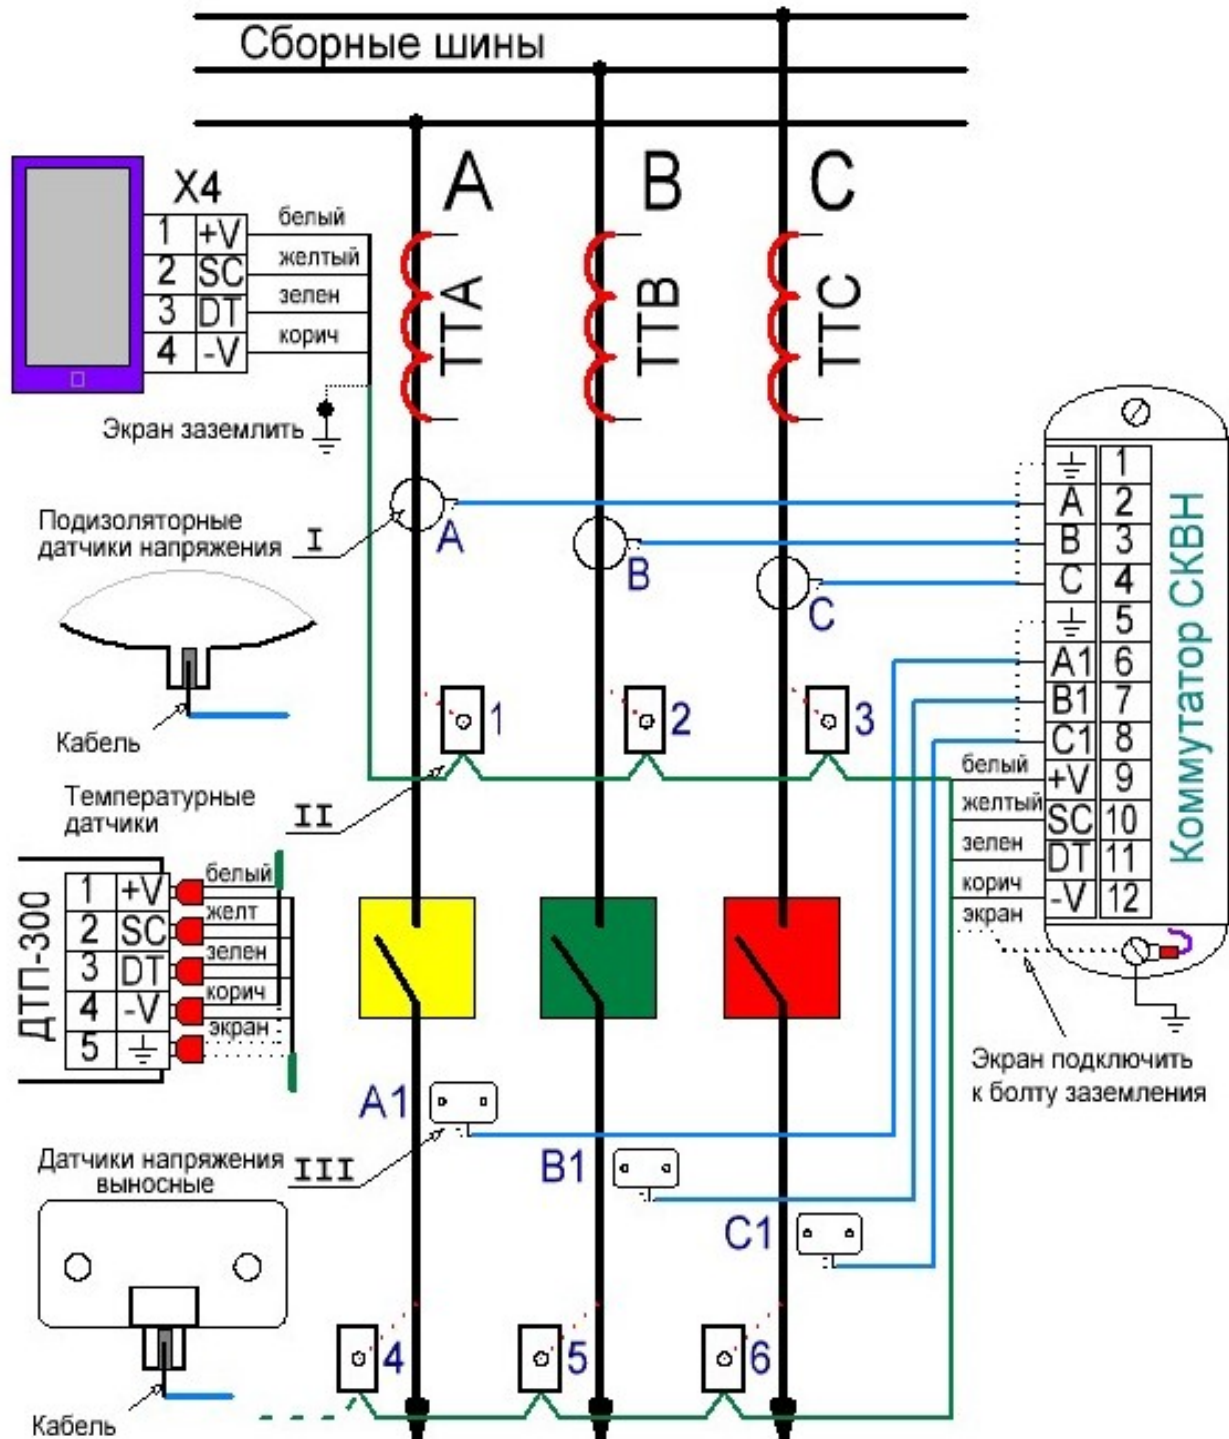 Сборные шины
A B C
X4
1 +V белый
2 SC желтый
3 DT зелен
4 -V корич
ТТА
ТТВ
ТТС
Экран заземлить
Подизоляторные
датчики напряжения I
A
B
C
Кабель
1
2
3
Температурные
датчики II
Коммутатор СКВН
1
A 2
B 3
C 4
5
A1 6
B1 7
C1 8
белый +V 9
желтый SC 10
зелен DT 11
корич -V 12
экран
Экран подключить
к болту заземления
ДТП-300
1 +V белый
2 SC желт
3 DT зелен
4 -V корич
5 экран
A1
B1
C1
Датчики напряжения III
выносные
Кабель
4
5
6